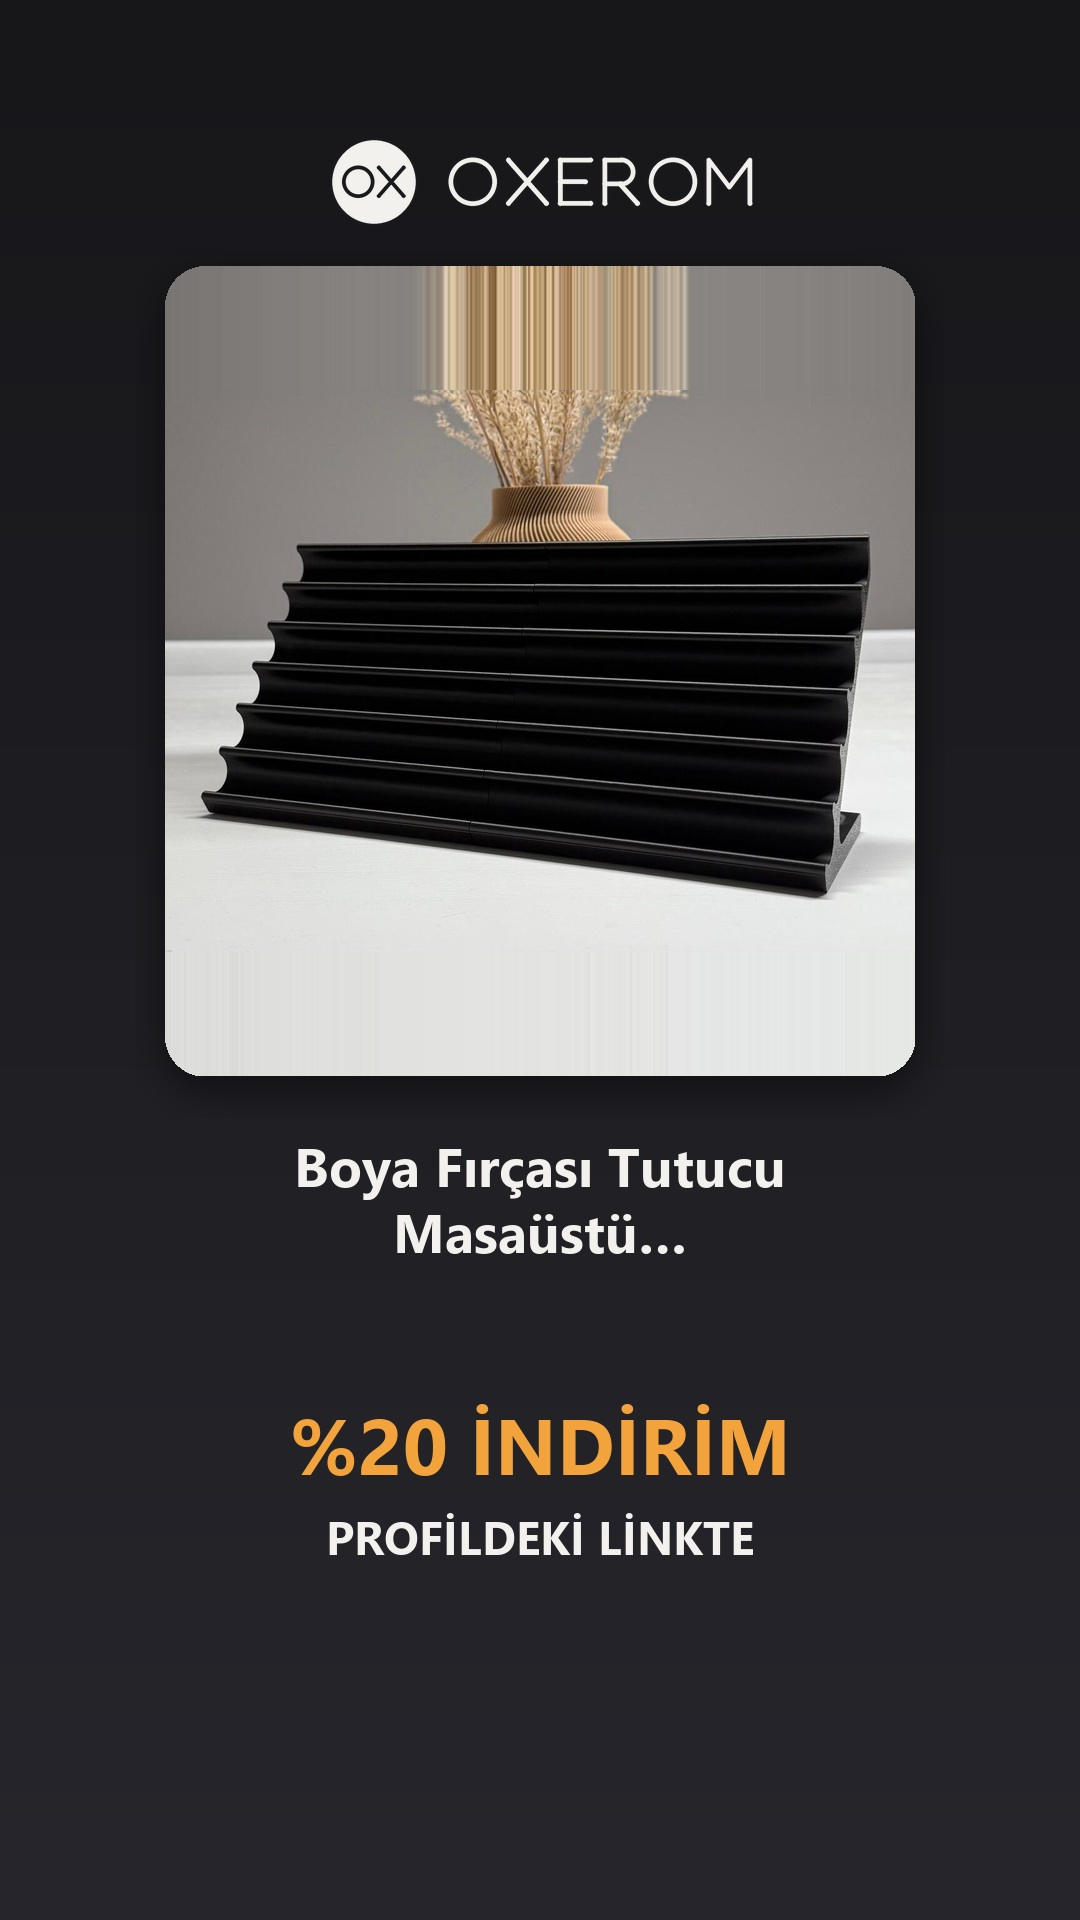 OX OXEROM
Boya Fırçası Tutucu
Masaüstü...
%20 İNDİRİM
PROFİLDEKİ LİNKTE